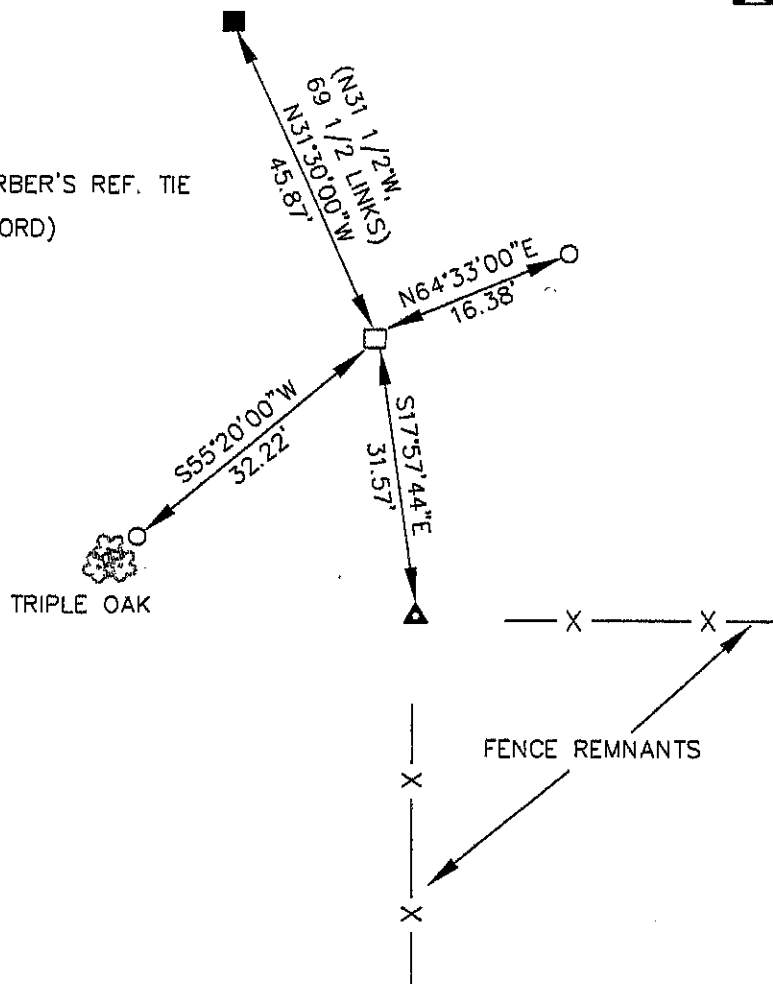 (N31 1/2°W,
69 1/2 LINKS)
N31°30'00"W
45.87'
RBER'S REF. TIE
ORD)
N64°33'00"E
16.38'
S55°20'00"W
32.22'
S17°57'44"E
31.57'
TRIPLE OAK
X X
FENCE REMNANTS
X
X